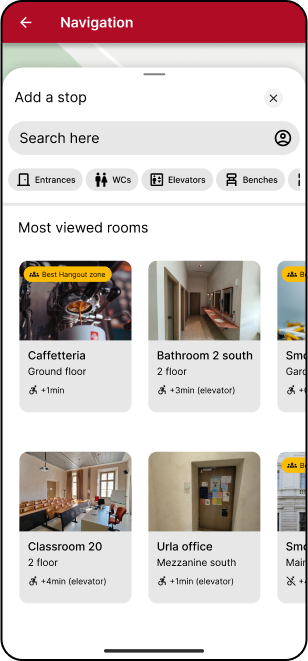 Navigation
Add a stop
Search here
Entrances
WCs
Elevators
Benches
Most viewed rooms
Best Hangout zone
Caffetteria
Ground floor
+1min
Bathroom 2 south
2 floor
+3min (elevator)
Classroom 20
2 floor
+4min (elevator)
Urla office
Mezzanine south
+1min (elevator)